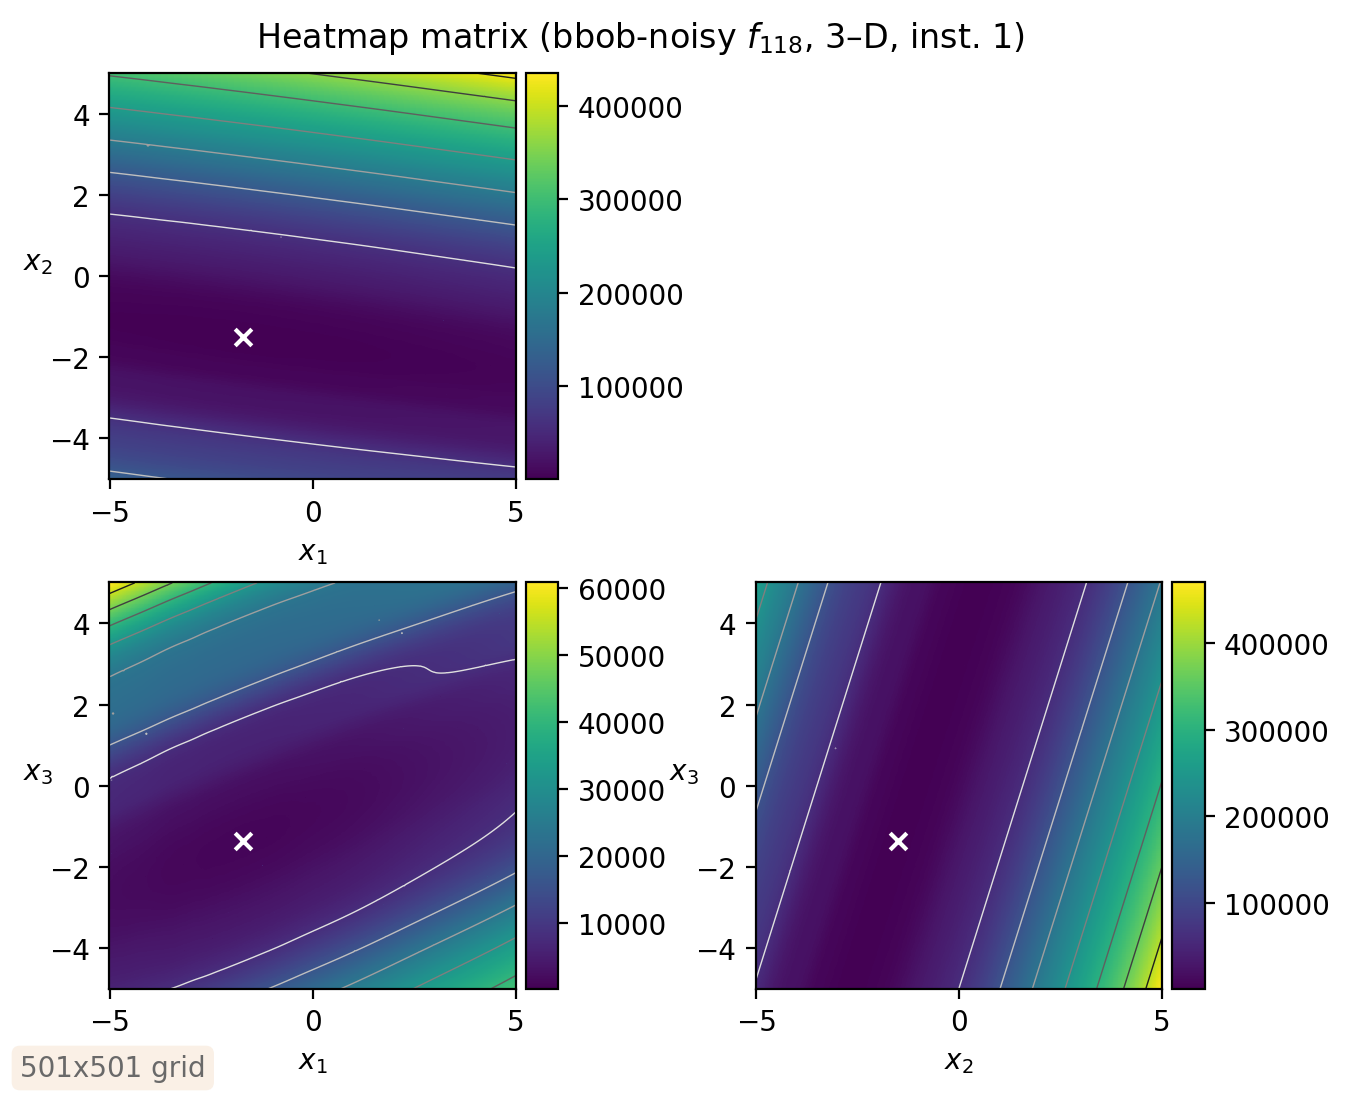 Heatmap matrix (bbob-noisy f₁₁₈, 3–D, inst. 1)
4
2
0
−2
−4
x₂
−5 0 5
x₁
400000
300000
200000
100000
4
2
0
−2
−4
x₃
−5 0 5
x₁
60000
50000
40000
30000
20000
10000
4
2
0
−2
−4
x₃
−5 0 5
x₂
400000
300000
200000
100000
501x501 grid